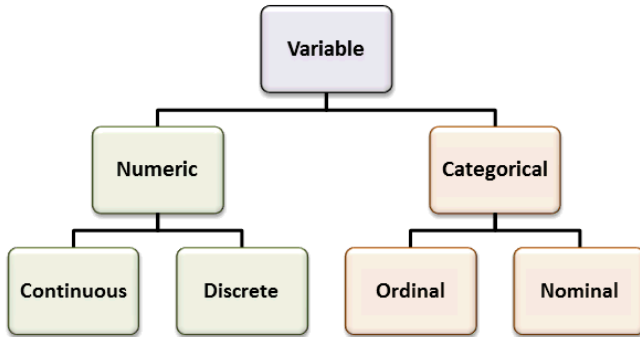 Variable
Numeric
Categorical
Continuous
Discrete
Ordinal
Nominal